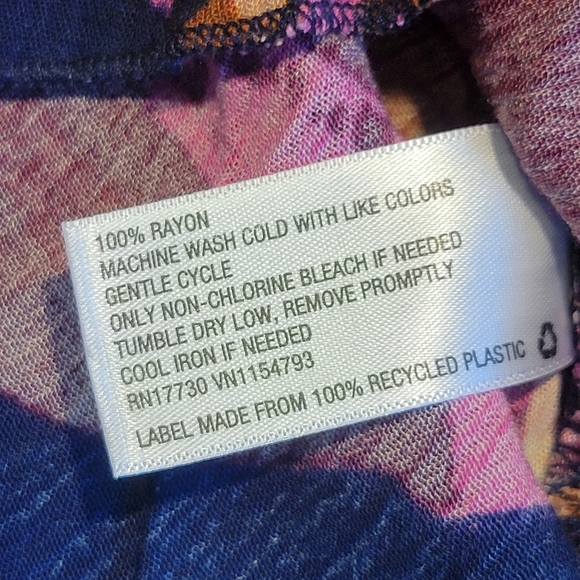 100% RAYON
MACHINE WASH COLD WITH LIKE COLORS
GENTLE CYCLE
ONLY NON-CHLORINE BLEACH IF NEEDED
TUMBLE DRY LOW, REMOVE PROMPTLY
COOL IRON IF NEEDED
RN17730 VN1154793
LABEL MADE FROM 100% RECYCLED PLASTIC